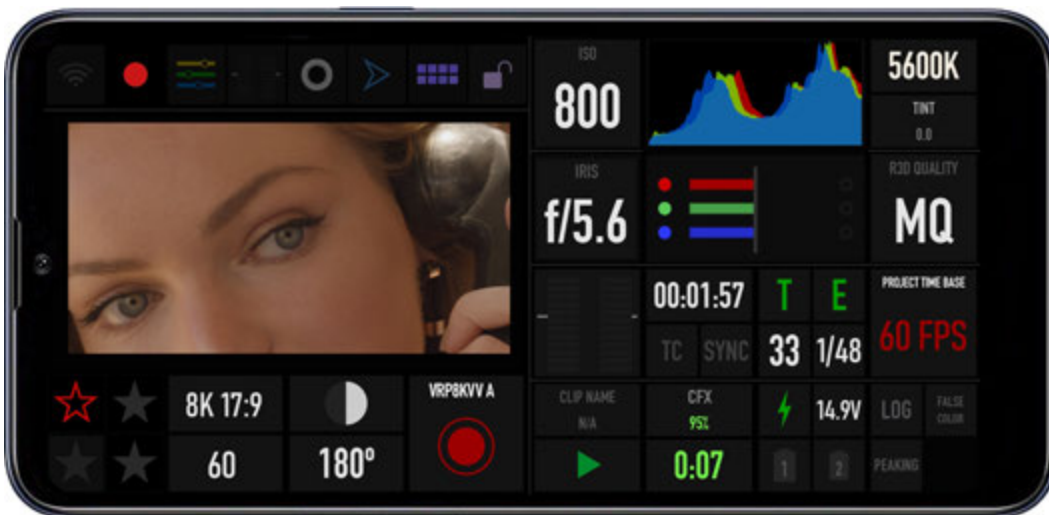 ISO
800
5600K
TINT
0.0
IRIS
f/5.6
R3D QUALITY
MQ
00:01:57
T
E
PROJECT TIME BASE
60 FPS
TC
SYNC
33
1/48
8K 17:9
VRP8KVV A
60
180°
CLIP NAME
N/A
CFX
95%
14.9V
LOG
FALSE
COLOR
0:07
1
2
PEAKING